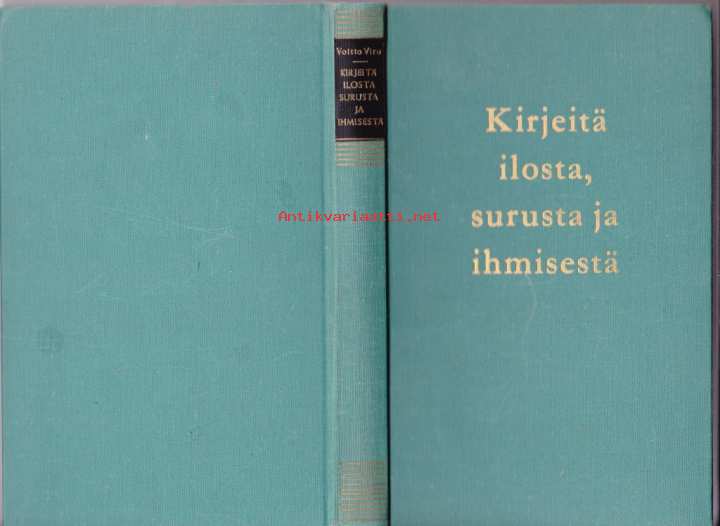 Voitto Viro
KIRJEITÄ
ILOSTA
SURUSTA
JA
IHMISESTÄ
Kirjeitä
ilosta,
surusta ja
ihmisestä
Antikvariaatti.net